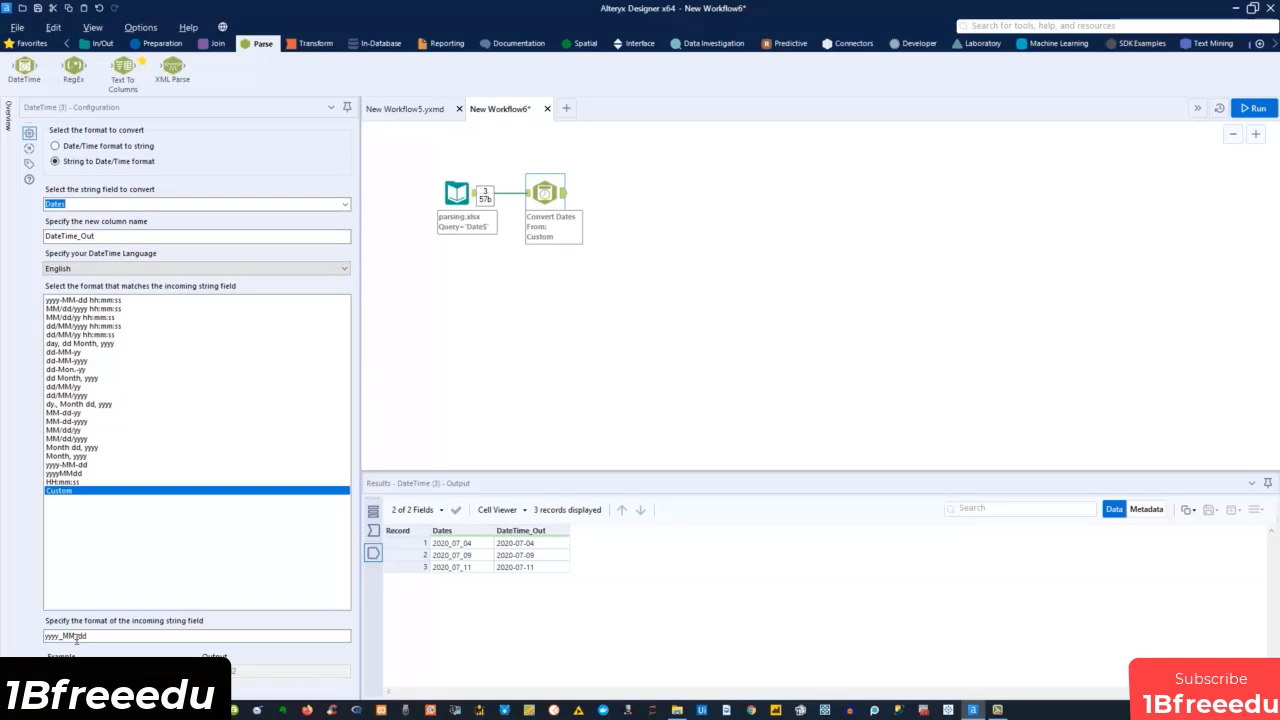 Alteryx Designer x64 - New Workflow6*
File Edit View Options Help
Search for tools, help, and resources
Favorites In/Out Preparation Join Parse Transform In-Database Reporting Documentation Spatial Interface Data Investigation Predictive Connectors Developer Laboratory Machine Learning SDK Examples Text Mining
DateTime RegEx Text To Columns XML Parse
Overview
DateTime (3) - Configuration
Select the format to convert
Date/Time format to string
String to Date/Time format
Select the string field to convert
Dates
Specify the new column name
DateTime_Out
Specify your DateTime Language
English
Select the format that matches the incoming string field
yyyy-MM-dd hh:mm:ss
MM/dd/yyyy hh:mm:ss
MM/dd/yy hh:mm:ss
dd/MM/yyyy hh:mm:ss
dd/MM/yy hh:mm:ss
day, dd Month, yyyy
dd-MM-yy
dd-MM-yyyy
dd-Mon.-yy
dd Month, yyyy
dd/MM/yy
dd/MM/yyyy
dy., Month dd, yyyy
MM-dd-yy
MM-dd-yyyy
MM/dd/yy
MM/dd/yyyy
Month dd, yyyy
Month, yyyy
yyyy-MM-dd
yyyyMMdd
HH:mm:ss
Custom
Specify the format of the incoming string field
Example Output
New Workflow5.yxmd New Workflow6*
Run
3
57b
parsing.xlsx
Query=`Date$`
Convert Dates
From:
Custom
Results - DateTime (3) - Output
2 of 2 Fields Cell Viewer 3 records displayed Search Data Metadata
Record Dates DateTime_Out
1 2020_07_04 2020-07-04
2 2020_07_09 2020-07-09
3 2020_07_11 2020-07-11
1Bfreeedu
Subscribe
1Bfreeedu